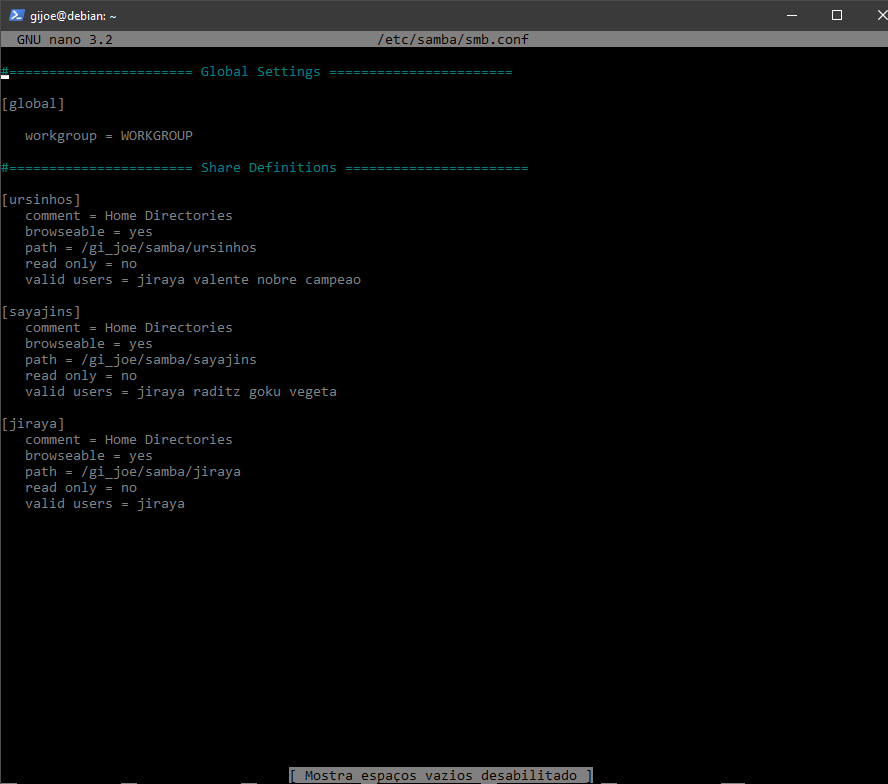 gijoe@debian: ~
GNU nano 3.2 /etc/samba/smb.conf
#======================= Global Settings =======================
[global]
workgroup = WORKGROUP
#======================= Share Definitions =======================
[ursinhos]
comment = Home Directories
browseable = yes
path = /gi_joe/samba/ursinhos
read only = no
valid users = jiraya valente nobre campeao
[sayajins]
comment = Home Directories
browseable = yes
path = /gi_joe/samba/sayajins
read only = no
valid users = jiraya raditz goku vegeta
[jiraya]
comment = Home Directories
browseable = yes
path = /gi_joe/samba/jiraya
read only = no
valid users = jiraya
[ Mostra espaços vazios desabilitado ]